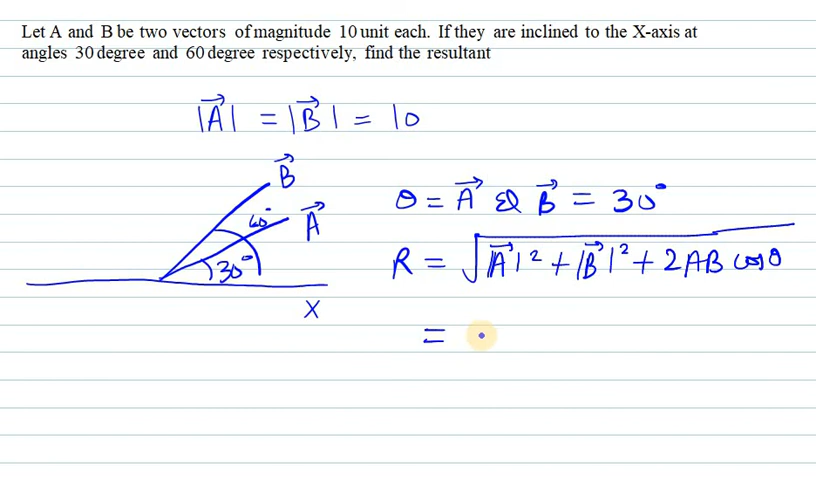 Let A and B be two vectors of magnitude 10 unit each. If they are inclined to the X-axis at
angles 30 degree and 60 degree respectively, find the resultant
|A⃗| = |B⃗| = 10
B⃗
A⃗
60°
30°
X
θ = A⃗ & B⃗ = 30°
R = √|A⃗|² + |B⃗|² + 2AB cosθ
=